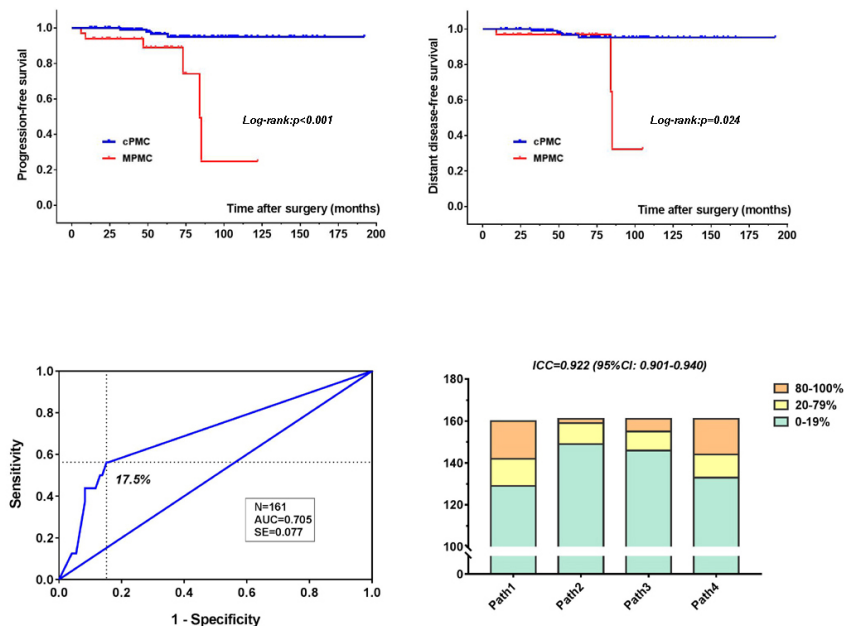 Progression-free survial
1.0
0.8
0.6
0.4
0.2
0.0
Log-rank:p<0.001
cPMC
MPMC
Time after surgery (months)
0 25 50 75 100 125 150 175 200
Distant disease-free survival
1.0
0.8
0.6
0.4
0.2
0.0
Log-rank:p=0.024
cPMC
MPMC
Time after surgery (months)
0 25 50 75 100 125 150 175 200
Sensitivity
1.0
0.8
0.6
0.4
0.2
0.0
17.5%
N=161
AUC=0.705
SE=0.077
0.0 0.2 0.4 0.6 0.8 1.0
1 - Specificity
ICC=0.922 (95%CI: 0.901-0.940)
180
160
140
120
100
0
80-100%
20-79%
0-19%
Path1 Path2 Path3 Path4